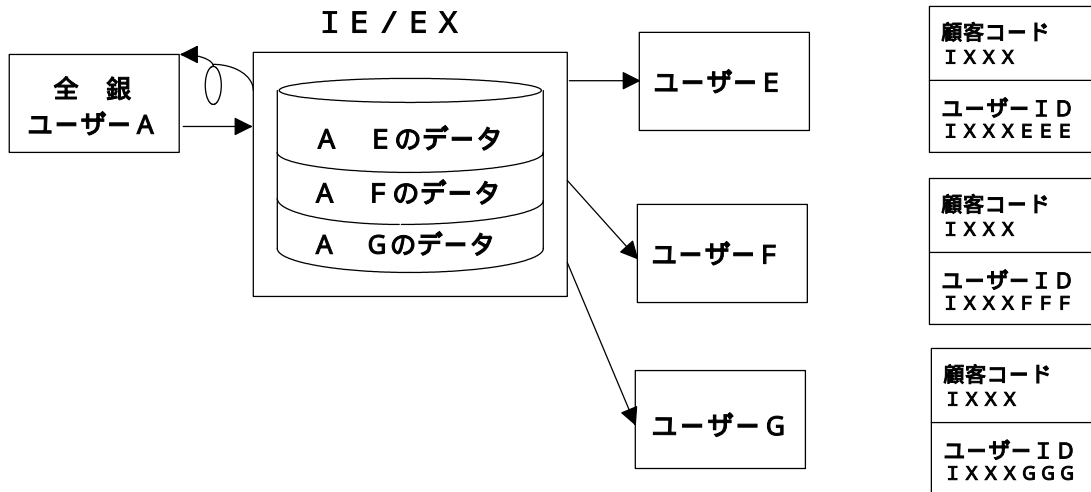 ＩＥ/ＥＸ
全　銀
ユーザーＡ
Ａ　Ｅのデータ
Ａ　Ｆのデータ
Ａ　Ｇのデータ
ユーザーＥ
ユーザーＦ
ユーザーＧ
顧客コード
ＩＸＸＸ
ユーザーＩＤ
ＩＸＸＸＥＥＥ
顧客コード
ＩＸＸＸ
ユーザーＩＤ
ＩＸＸＸＦＦＦ
顧客コード
ＩＸＸＸ
ユーザーＩＤ
ＩＸＸＸＧＧＧ